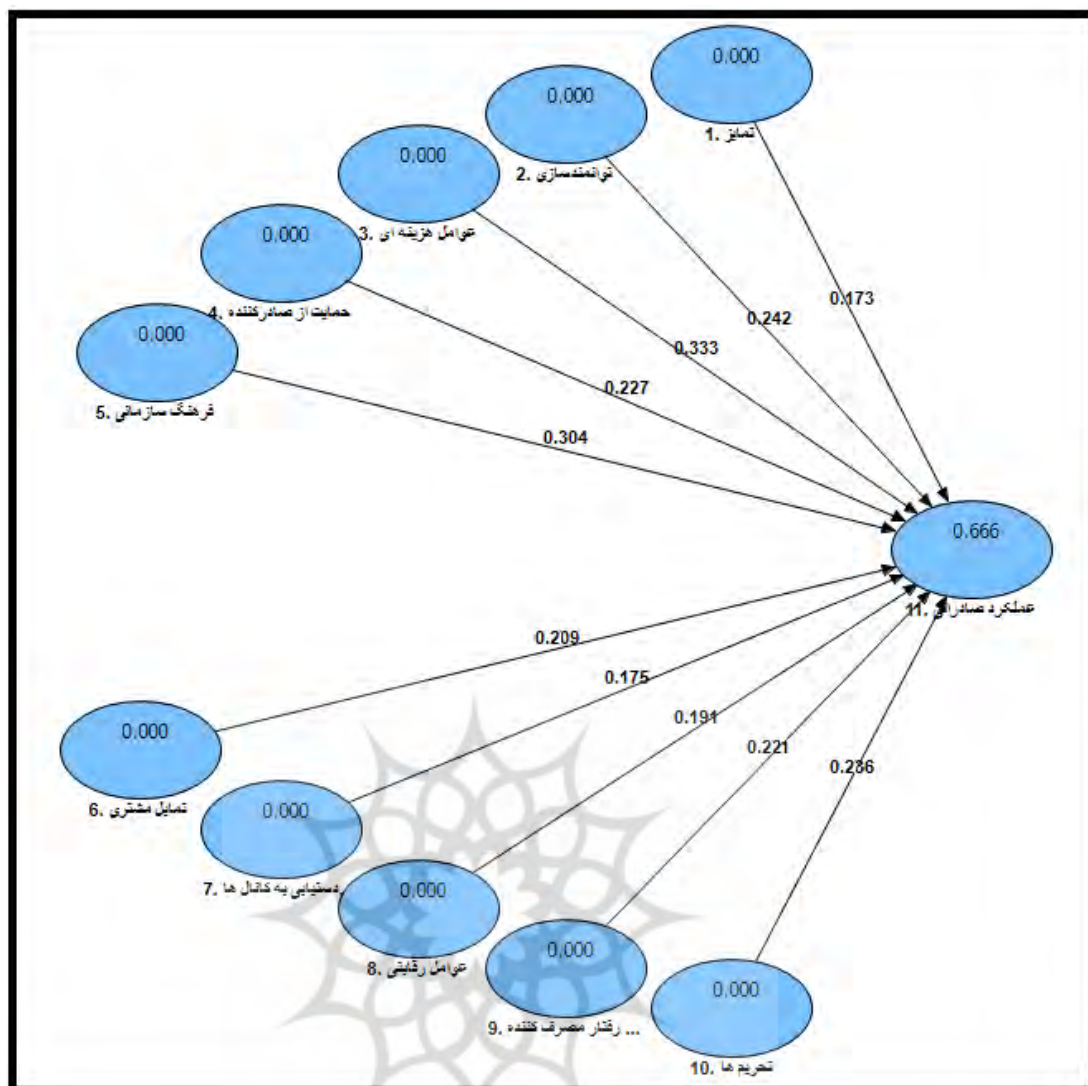 0.000
1. تمایز
0.000
2. توانمندسازی
0.000
3. عوامل هزینه ای
0.000
4. حمایت از صادرکننده
0.000
5. فرهنگ سازمانی
0.173
0.242
0.333
0.227
0.304
0.666
11. عملکرد صادراتی
0.209
0.175
0.191
0.221
0.236
0.000
6. تمایل مشتری
0.000
7. دستیابی به کانال ها
0.000
8. عوامل رقابتی
0.000
9. رفتار مصرف کننده ...
0.000
10. تحریم ها